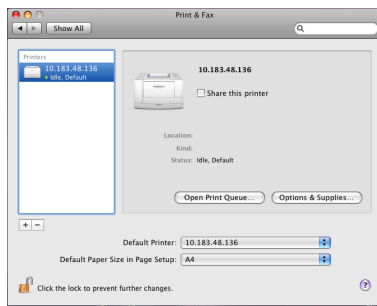 Print & Fax
Show All
Printers
10.183.48.136
Idle, Default
10.183.48.136
Share this printer
Location:
Kind:
Status: Idle, Default
Open Print Queue...
Options & Supplies...
+ −
Default Printer: 10.183.48.136
Default Paper Size in Page Setup: A4
Click the lock to prevent further changes.
?